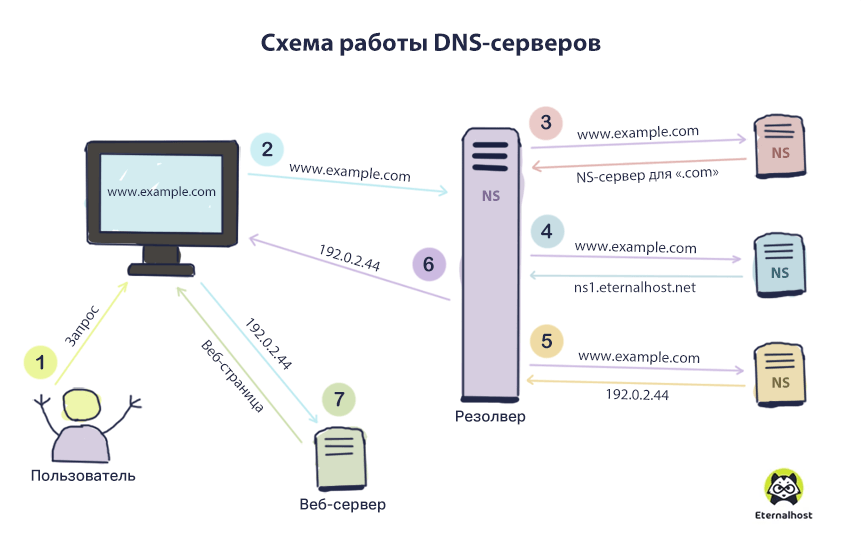 Схема работы DNS-серверов
1
Запрос
Пользователь
www.example.com
2
www.example.com
NS
Резолвер
3
www.example.com
NS-сервер для «.com»
NS
4
www.example.com
ns1.eternalhost.net
NS
5
www.example.com
192.0.2.44
NS
6
192.0.2.44
7
192.0.2.44
Веб-страница
Веб-сервер
Eternalhost